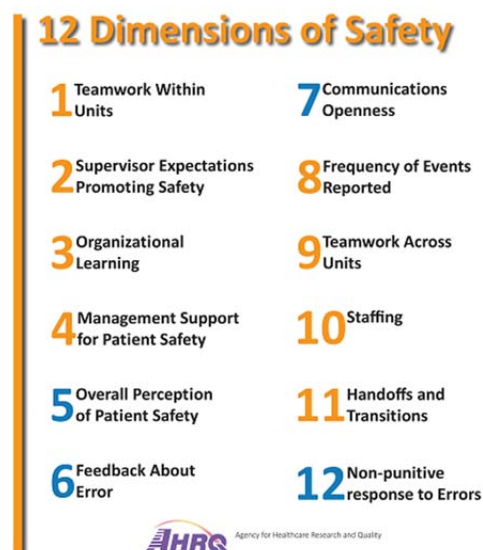 12 Dimensions of Safety
1 Teamwork Within
Units
2 Supervisor Expectations
Promoting Safety
3 Organizational
Learning
4 Management Support
for Patient Safety
5 Overall Perception
of Patient Safety
6 Feedback About
Error
7 Communications
Openness
8 Frequency of Events
Reported
9 Teamwork Across
Units
10 Staffing
11 Handoffs and
Transitions
12 Non-punitive
response to Errors
AHRQ
Agency for Healthcare Research and Quality